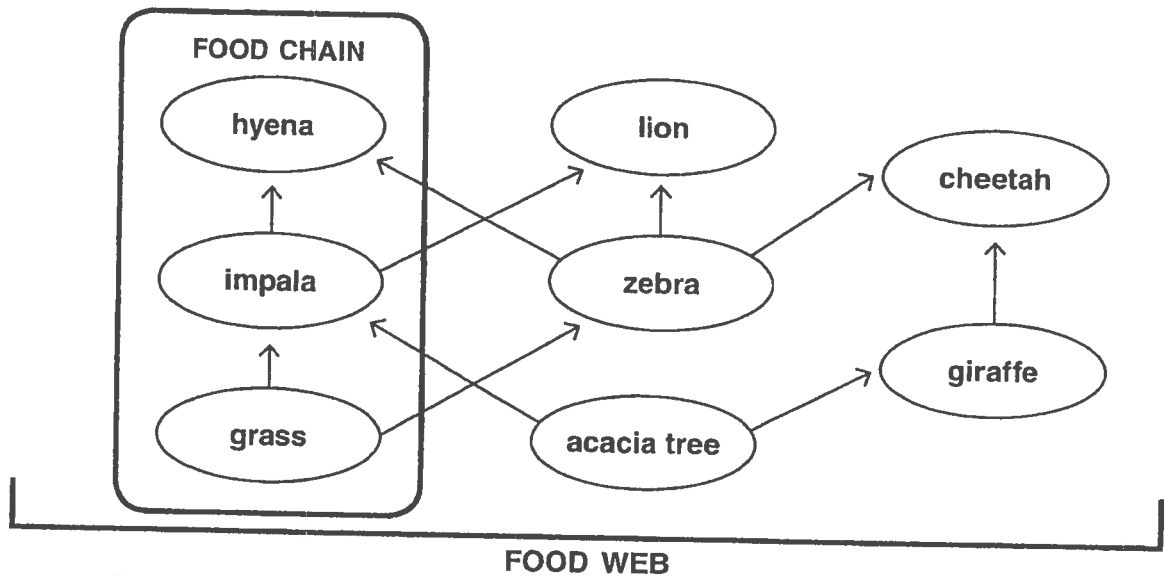 FOOD CHAIN
hyena
lion
cheetah
impala
zebra
giraffe
grass
acacia tree
FOOD WEB